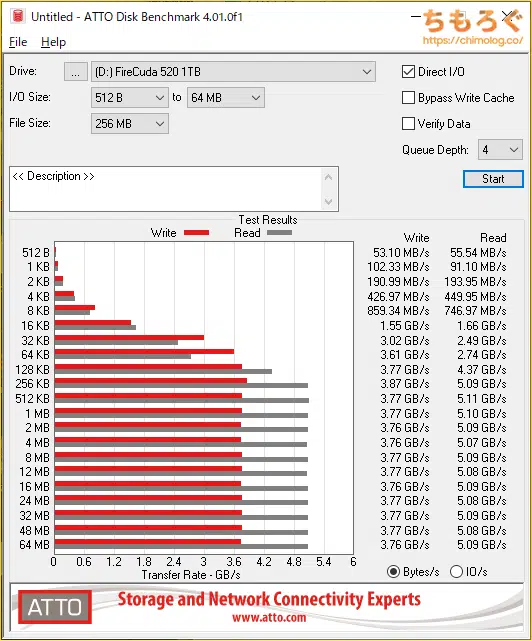 Untitled - ATTO Disk Benchmark 4.01.0f1
ちもろぐ
https://chimolog.co/
File Help
Drive: ... (D:) FireCuda 520 1TB
Direct I/O
I/O Size: 512 B to 64 MB
Bypass Write Cache
File Size: 256 MB
Verify Data
Queue Depth: 4
<< Description >>
Start
Test Results
Write Read Write Read
512 B 53.10 MB/s 55.54 MB/s
1 KB 102.33 MB/s 91.10 MB/s
2 KB 190.99 MB/s 193.95 MB/s
4 KB 426.97 MB/s 449.95 MB/s
8 KB 859.34 MB/s 746.97 MB/s
16 KB 1.55 GB/s 1.66 GB/s
32 KB 3.02 GB/s 2.49 GB/s
64 KB 3.61 GB/s 2.74 GB/s
128 KB 3.77 GB/s 4.37 GB/s
256 KB 3.87 GB/s 5.09 GB/s
512 KB 3.77 GB/s 5.11 GB/s
1 MB 3.77 GB/s 5.10 GB/s
2 MB 3.76 GB/s 5.09 GB/s
4 MB 3.76 GB/s 5.07 GB/s
8 MB 3.77 GB/s 5.09 GB/s
12 MB 3.77 GB/s 5.08 GB/s
16 MB 3.76 GB/s 5.09 GB/s
24 MB 3.77 GB/s 5.08 GB/s
32 MB 3.77 GB/s 5.09 GB/s
48 MB 3.77 GB/s 5.08 GB/s
64 MB 3.76 GB/s 5.09 GB/s
0 0.6 1.2 1.8 2.4 3 3.6 4.2 4.8 5.4 6
Transfer Rate - GB/s
Bytes/s IO/s
ATTO
Storage and Network Connectivity Experts
www.atto.com